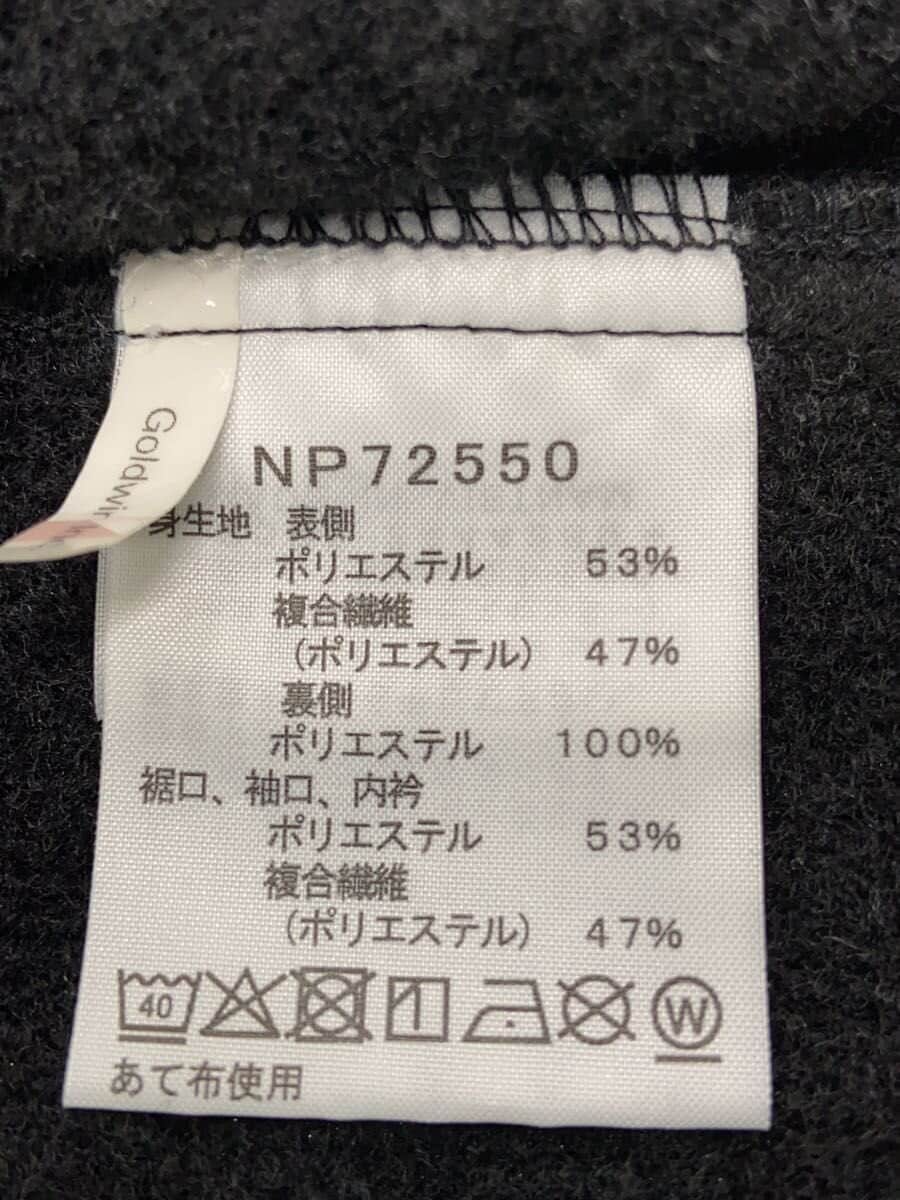 Goldwin
NP72550
身生地 表側
ポリエステル 53%
複合繊維
(ポリエステル) 47%
裏側
ポリエステル 100%
裾口、袖口、内衿
ポリエステル 53%
複合繊維
(ポリエステル) 47%
40 W
あて布使用